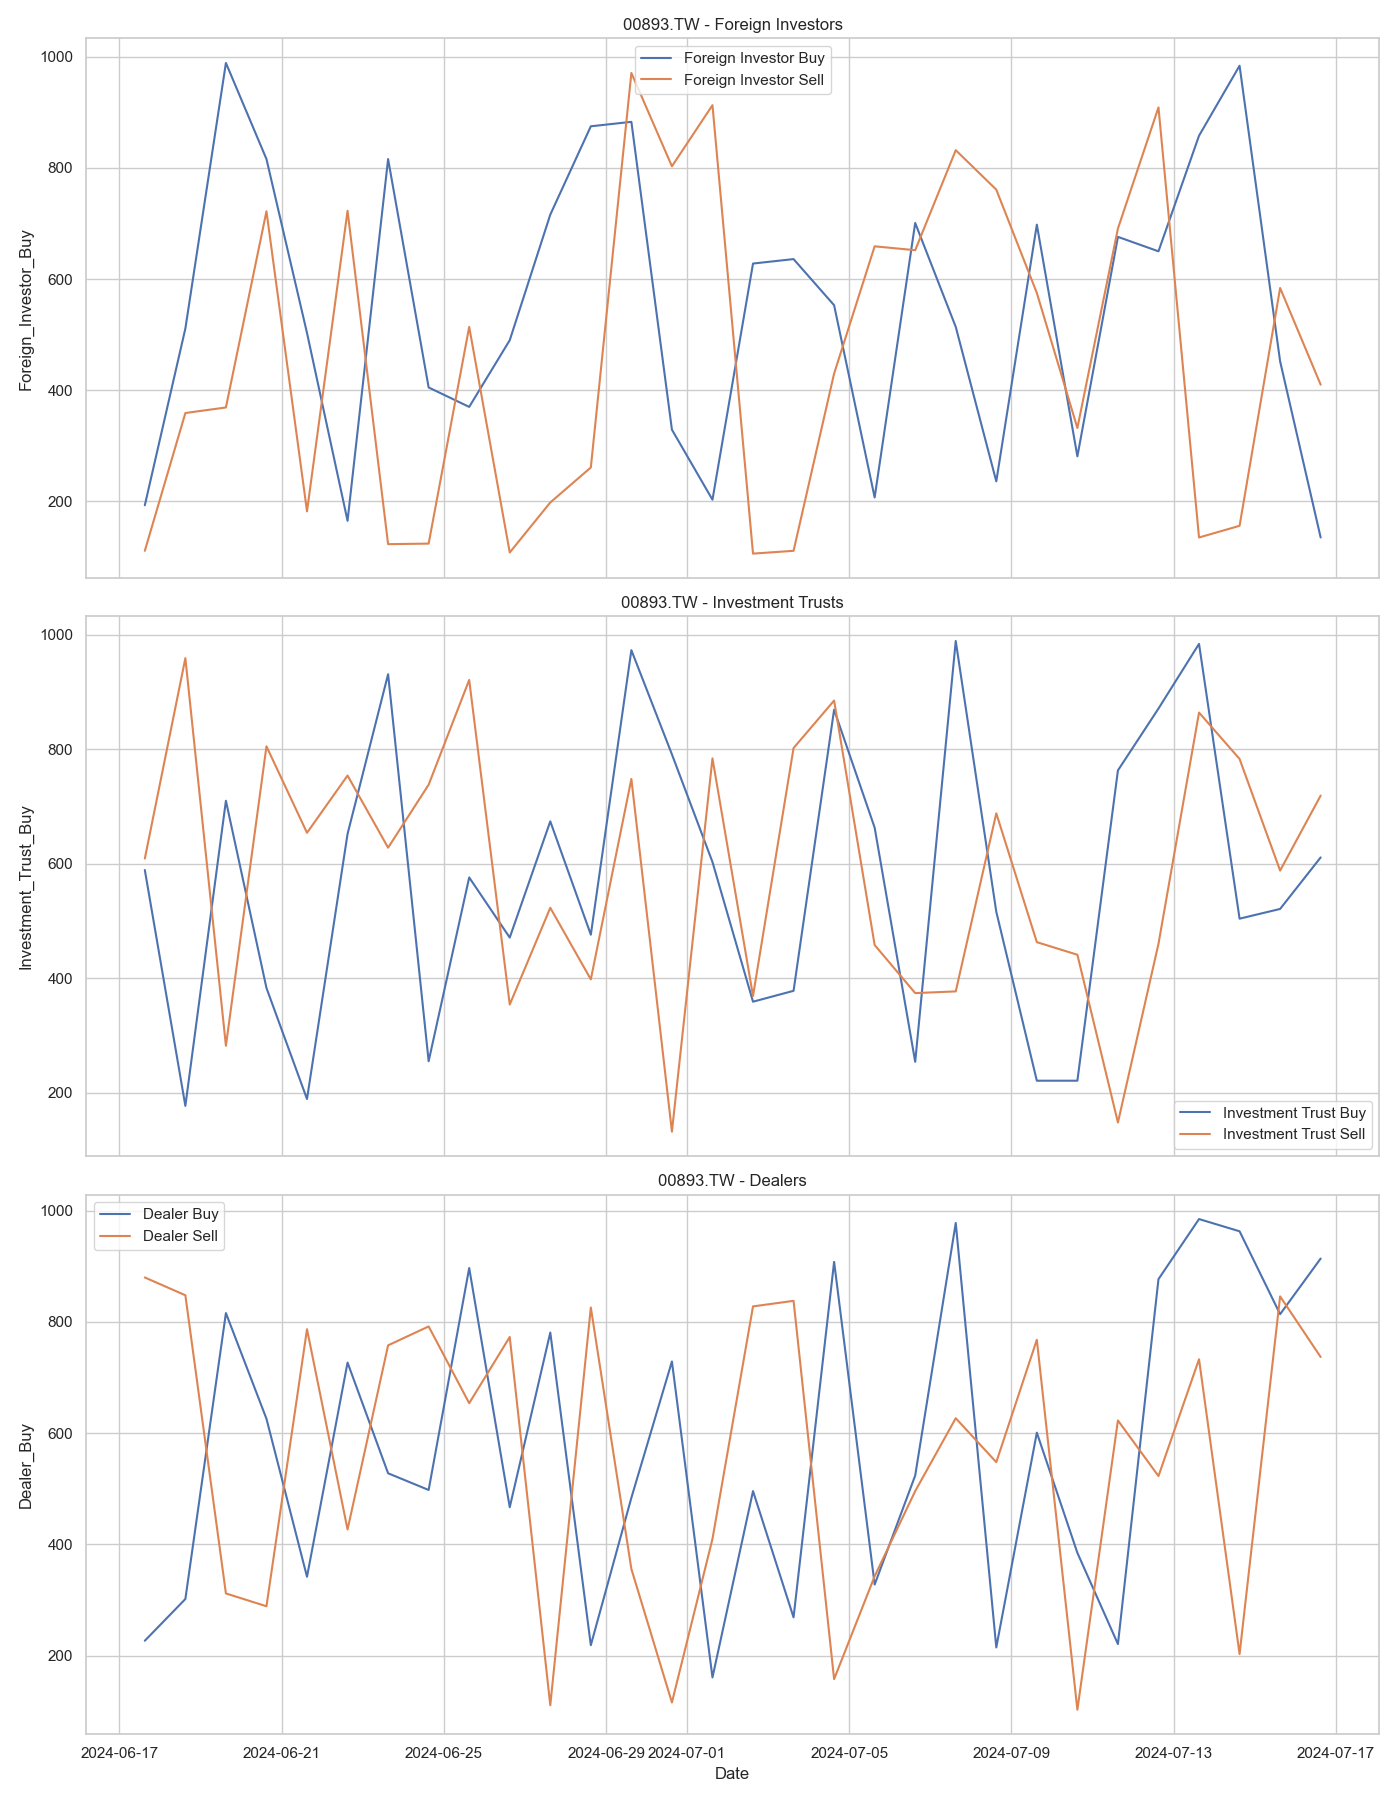 00893.TW - Foreign Investors
Foreign Investor Buy
Foreign Investor Sell
Foreign_Investor_Buy
1000
800
600
400
200
00893.TW - Investment Trusts
Investment_Trust_Buy
1000
800
600
400
200
Investment Trust Buy
Investment Trust Sell
00893.TW - Dealers
Dealer Buy
Dealer Sell
Dealer_Buy
1000
800
600
400
200
2024-06-17 2024-06-21 2024-06-25 2024-06-29 2024-07-01 2024-07-05 2024-07-09 2024-07-13 2024-07-17
Date